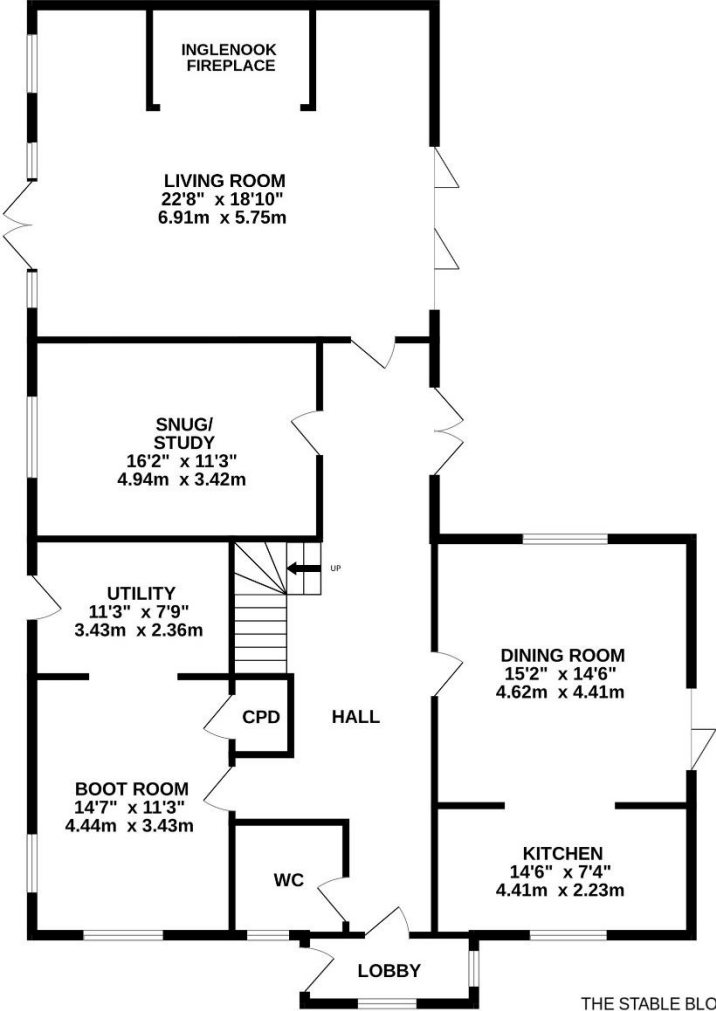 INGLENOOK
FIREPLACE
LIVING ROOM
22'8" x 18'10"
6.91m x 5.75m
SNUG/
STUDY
16'2" x 11'3"
4.94m x 3.42m
UP
UTILITY
11'3" x 7'9"
3.43m x 2.36m
DINING ROOM
15'2" x 14'6"
4.62m x 4.41m
CPD
HALL
BOOT ROOM
14'7" x 11'3"
4.44m x 3.43m
KITCHEN
14'6" x 7'4"
4.41m x 2.23m
WC
LOBBY
THE STABLE BLO